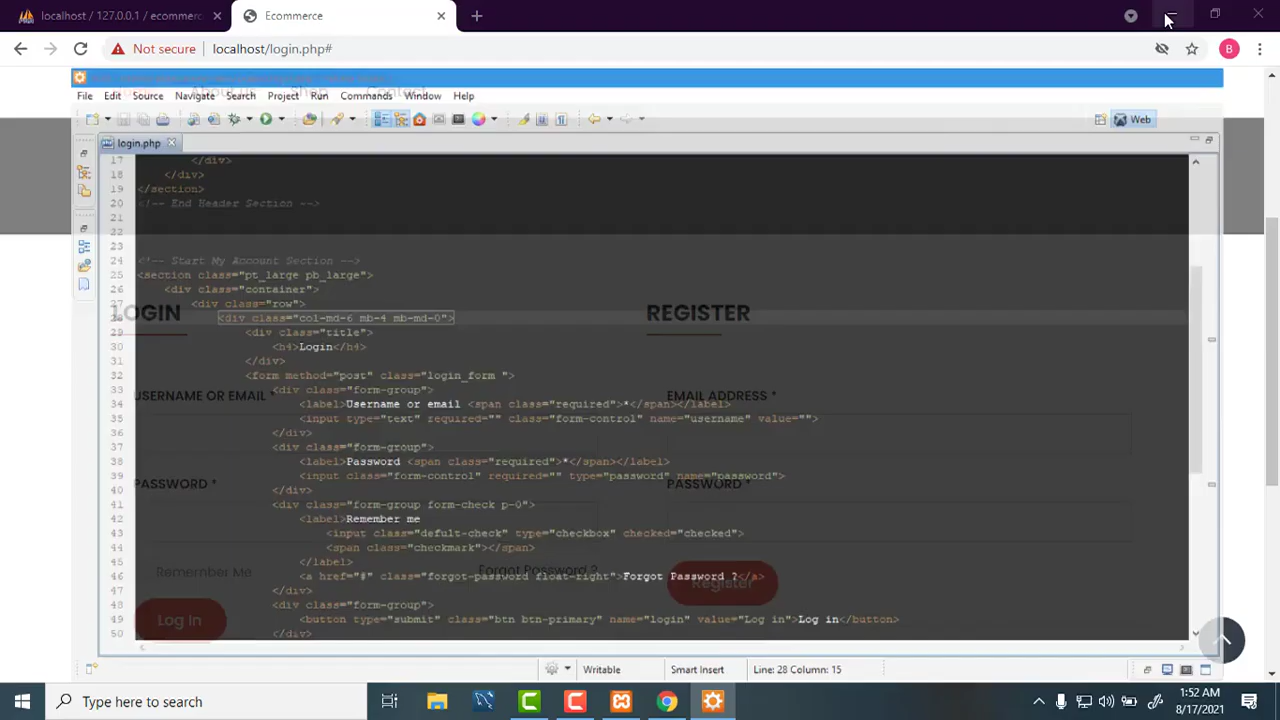 localhost / 127.0.0.1 / ecommerc
Ecommerce
Not secure
localhost/login.php#
B
File Edit Source Navigate Search Project Run Commands Window Help
Web
login.php
17 </div>
18 </div>
19 </section>
20 <!-- End Header Section -->
21
22
23
24 <!-- Start My Account Section -->
25 <section class="pt_large pb_large">
26 <div class="container">
27 <div class="row">
28 <div class="col-md-6 mb-4 mb-md-0">
29 <div class="title">
30 <h4>Login</h4>
31 </div>
32 <form method="post" class="login_form ">
33 <div class="form-group">
34 <label>Username or email <span class="required">*</span></label>
35 <input type="text" required="" class="form-control" name="username" value="">
36 </div>
37 <div class="form-group">
38 <label>Password <span class="required">*</span></label>
39 <input class="form-control" required="" type="password" name="password">
40 </div>
41 <div class="form-group form-check p-0">
42 <label>Remember me
43 <input class="defult-check" type="checkbox" checked="checked">
44 <span class="checkmark"></span>
45 </label>
46 <a href="#" class="forgot-password float-right">Forgot Password ?</a>
47 </div>
48 <div class="form-group">
49 <button type="submit" class="btn btn-primary" name="login" value="Log in">Log in</button>
50 </div>
LOGIN
USERNAME OR EMAIL *
PASSWORD *
Remember Me
Forgot Password ?
Log In
REGISTER
EMAIL ADDRESS *
PASSWORD *
Register
Writable
Smart Insert
Line: 28 Column: 15
Type here to search
1:52 AM
8/17/2021